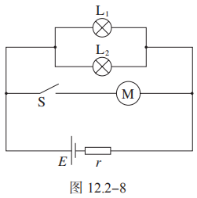 L₁
L₂
S M
E r
图 12.2-8